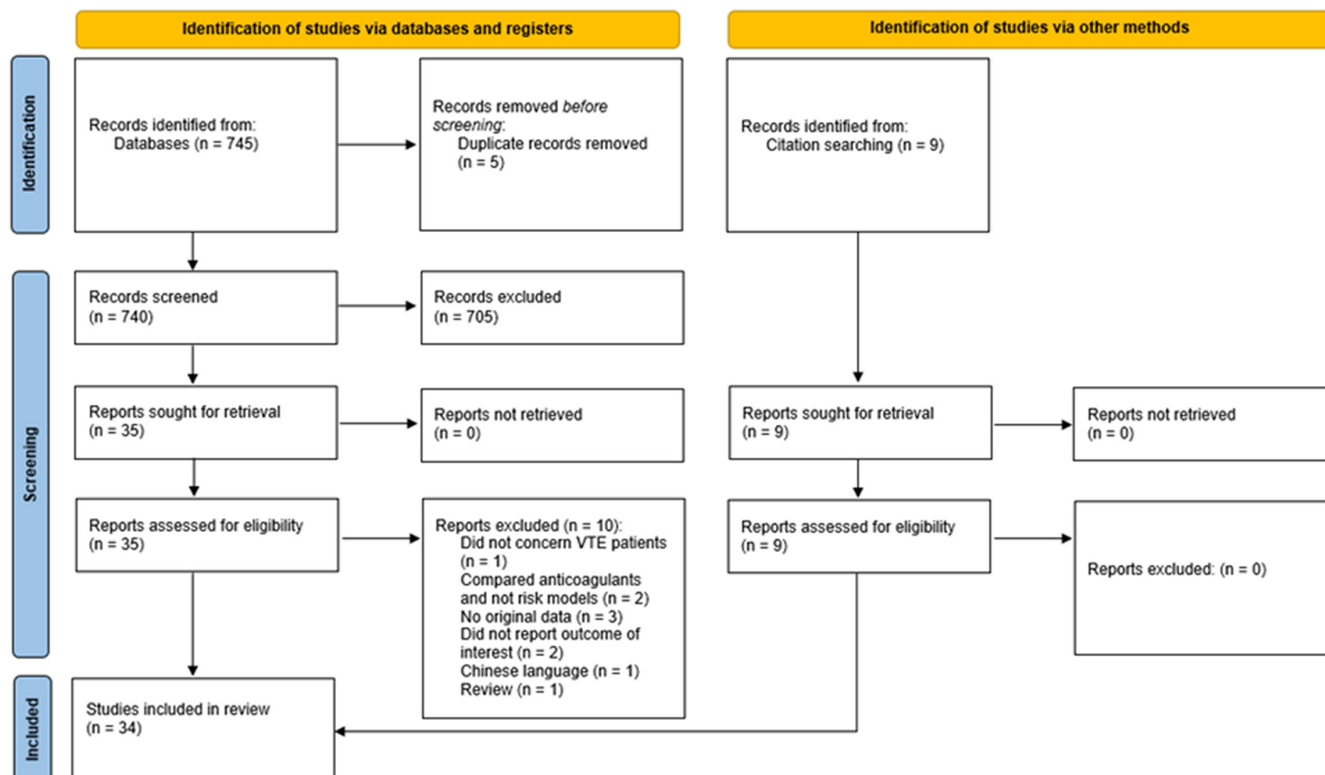 Identification of studies via databases and registers
Identification of studies via other methods
Identification
Records identified from:
Databases (n = 745)
Records removed before
screening:
Duplicate records removed
(n = 5)
Records identified from:
Citation searching (n = 9)
Screening
Records screened
(n = 740)
Records excluded
(n = 705)
Reports sought for retrieval
(n = 35)
Reports not retrieved
(n = 0)
Reports sought for retrieval
(n = 9)
Reports not retrieved
(n = 0)
Reports assessed for eligibility
(n = 35)
Reports excluded (n = 10):
Did not concern VTE patients
(n = 1)
Compared anticoagulants
and not risk models (n = 2)
No original data (n = 3)
Did not report outcome of
interest (n = 2)
Chinese language (n = 1)
Review (n = 1)
Reports assessed for eligibility
(n = 9)
Reports excluded: (n = 0)
Included
Studies included in review
(n = 34)